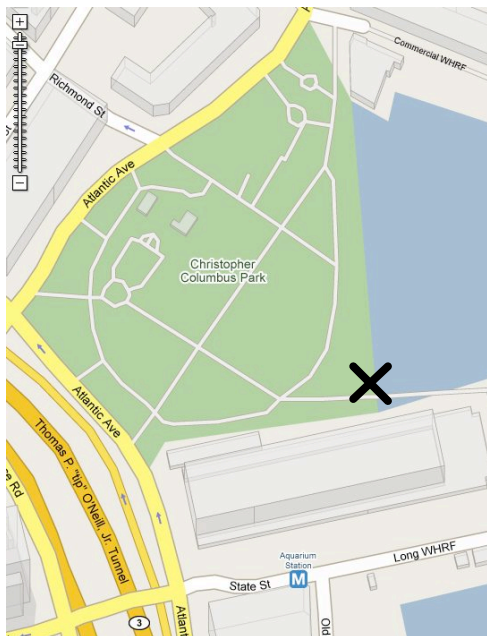 Commercial WHRF
Richmond St
Atlantic Ave
Christopher
Columbus Park
Atlantic Ave
Thomas P. "tip" O'Neill, Jr. Tunnel
Rd
Aquarium
Station
M
Long WHRF
State St
3
Old